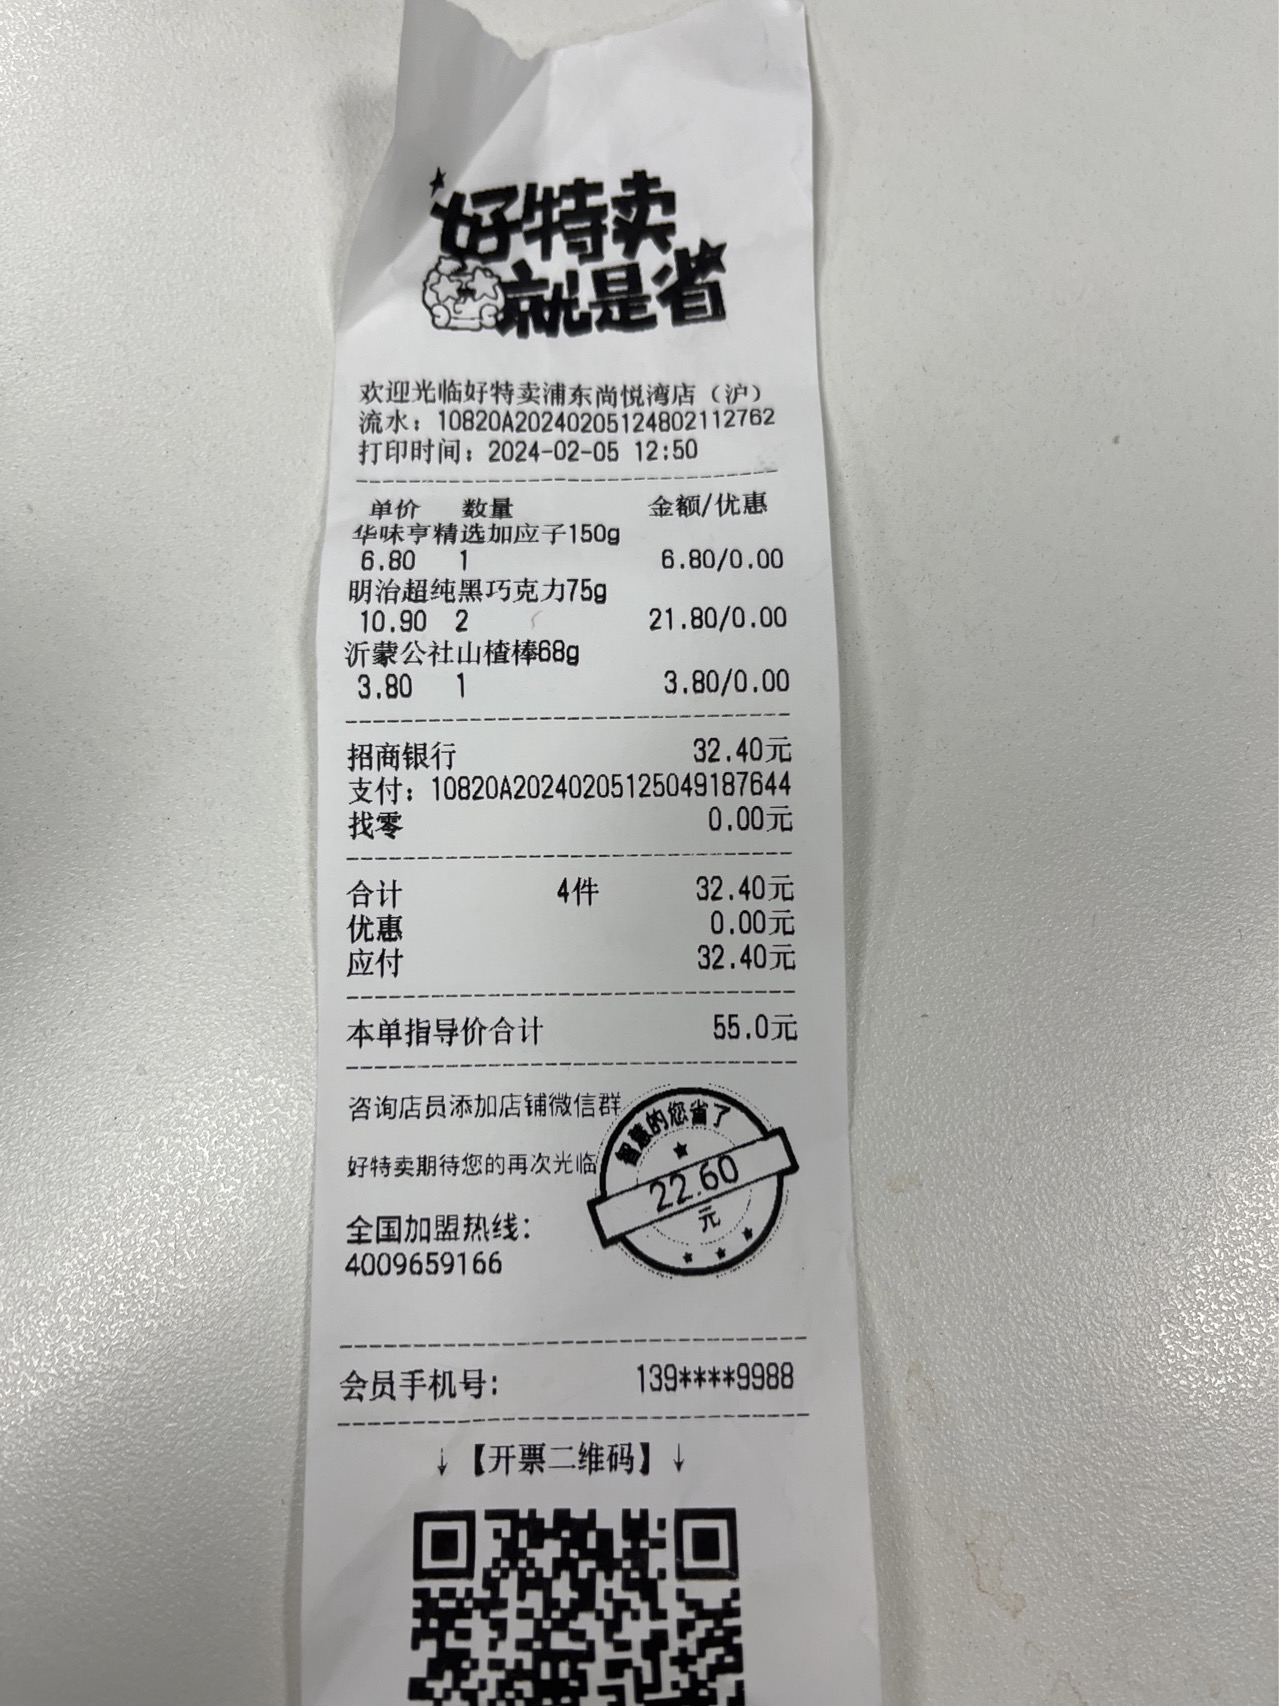 好特卖
就是省
欢迎光临好特卖浦东尚悦湾店（沪）
流水：10820A20240205124802112762
打印时间：2024-02-05 12:50
单价 数量 金额/优惠
华味亨精选加应子150g
6.80 1 6.80/0.00
明治超纯黑巧克力75g
10.90 2 21.80/0.00
沂蒙公社山楂棒68g
3.80 1 3.80/0.00
招商银行 32.40元
支付：10820A20240205125049187644
找零 0.00元
合计 4件 32.40元
优惠 0.00元
应付 32.40元
本单指导价合计 55.0元
咨询店员添加店铺微信群
好特卖期待您的再次光临
智慧的您省了
22.60
元
全国加盟热线：
4009659166
会员手机号： 139****9988
↓【开票二维码】↓